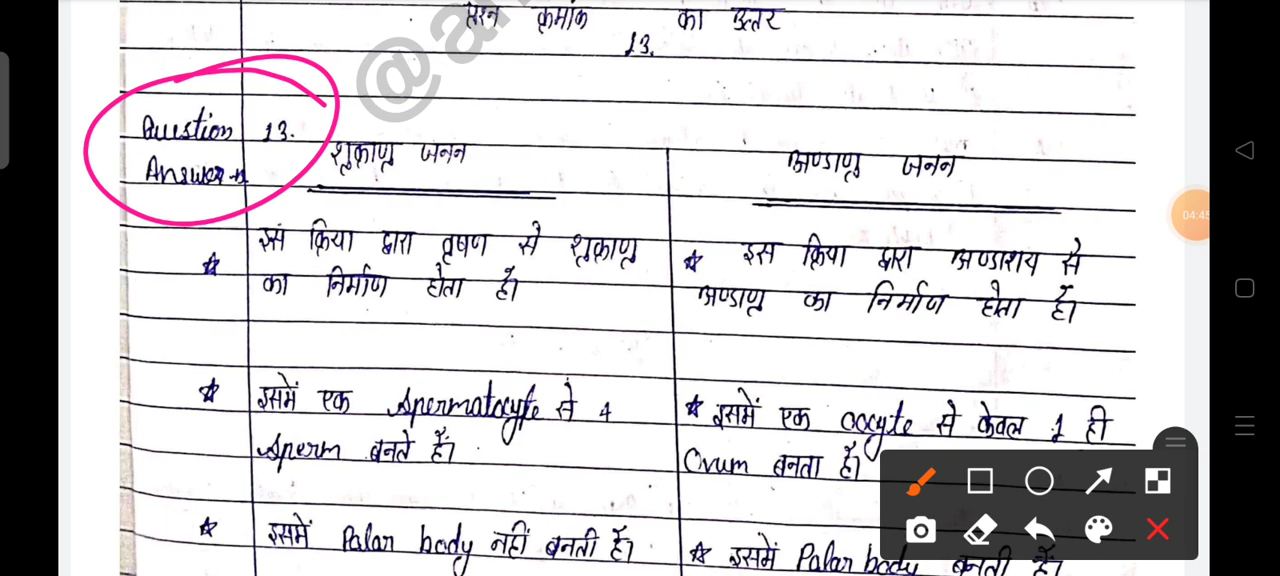 प्रश्न क्रमांक 13. का उत्तर
Question 13.
Answer
शुक्राणु जनन
अण्डाणु जनन
इस क्रिया द्वारा वृषण से शुक्राणु
का निर्माण होता है।
इस क्रिया द्वारा अण्डाशय से
अण्डाणु का निर्माण होता है।
इसमें एक Spermatocyte से 4
Sperm बनते हैं।
इसमें एक oocyte से केवल 1 ही
Ovum बनता है।
इसमें Polar body नहीं बनती है।
इसमें Polar body बनती है।
04:45